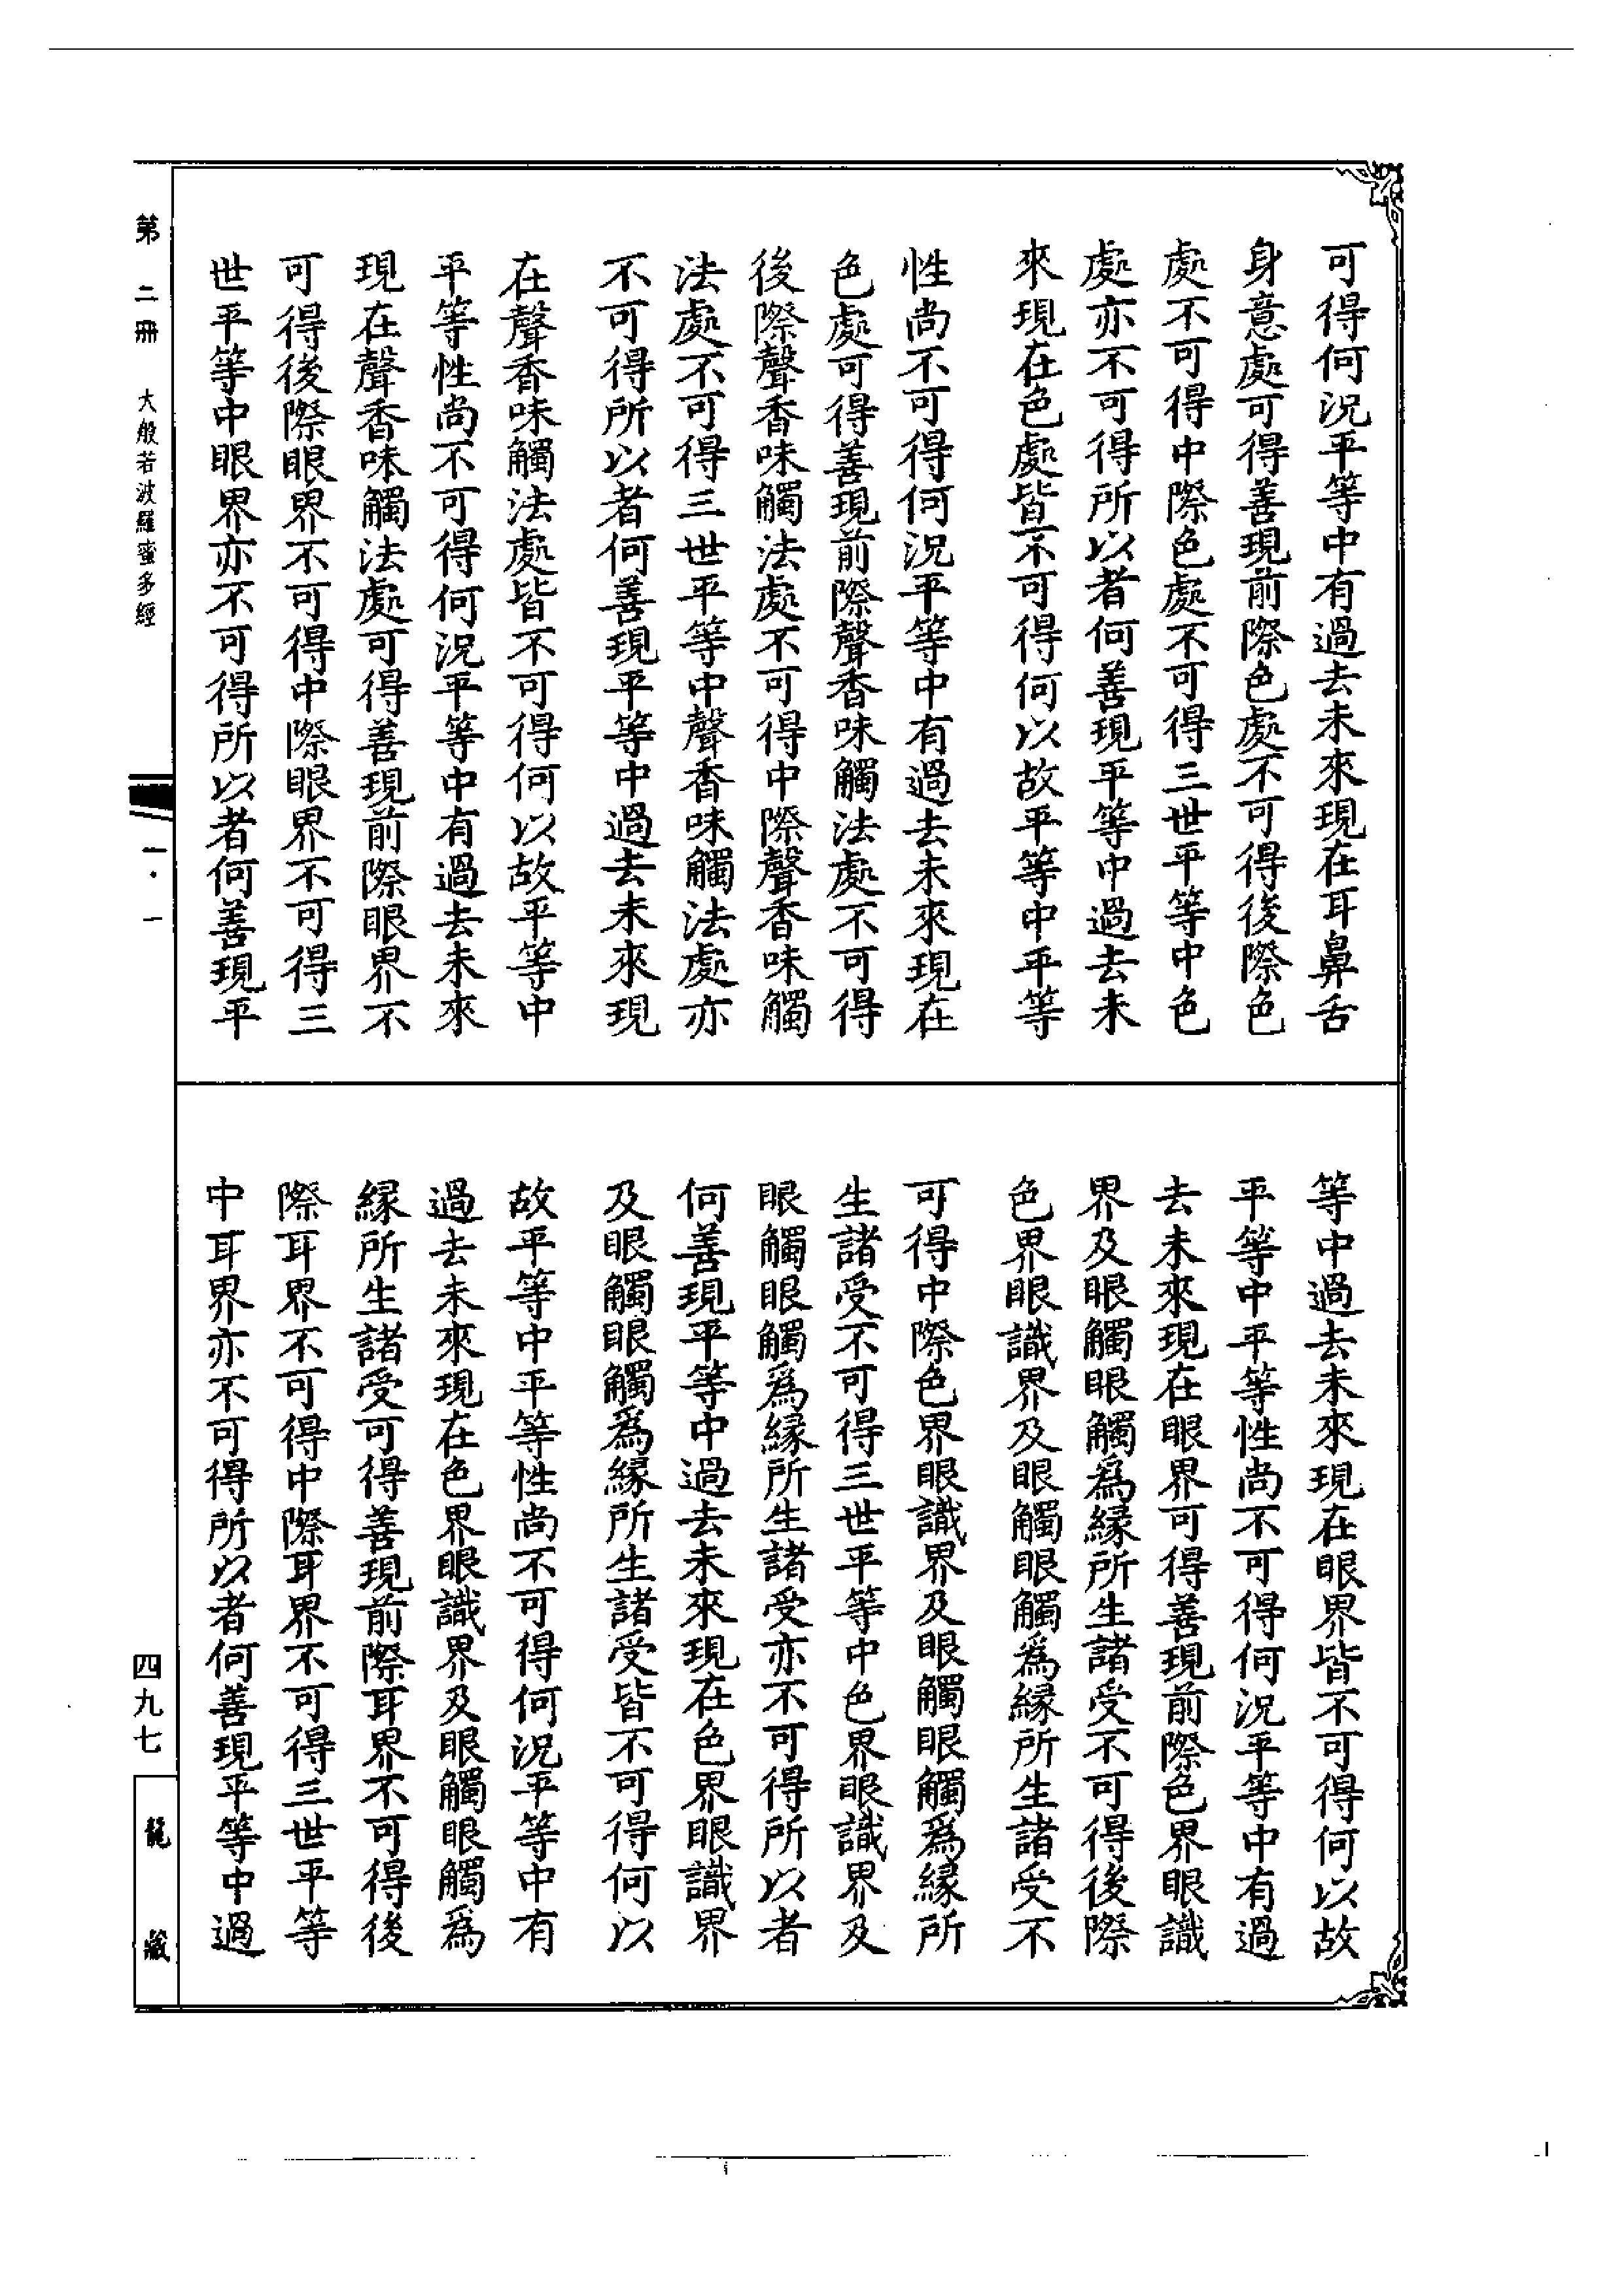 可得何況平等中有過去未來現在耳鼻舌
身意處可得善現前際色處不可得後際色
處不可得中際色處不可得三世平等中色
處亦不可得所以者何善現平等中過去未
來現在色處皆不可得何以故平等中平等
性尚不可得何況平等中有過去未來現在
色處可得善現前際聲香味觸法處不可得
後際聲香味觸法處不可得中際聲香味觸
法處不可得三世平等中聲香味觸法處亦
不可得所以者何善現平等中過去未來現
在聲香味觸法處皆不可得何以故平等中
平等性尚不可得何況平等中有過去未來
現在聲香味觸法處可得善現前際眼界不
可得後際眼界不可得中際眼界不可得三
世平等中眼界亦不可得所以者何善現平
等中過去未來現在眼界皆不可得何以故
平等中平等性尚不可得何況平等中有過
去未來現在眼界可得善現前際色界眼識
界及眼觸眼觸為緣所生諸受不可得後際
色界眼識界及眼觸眼觸為緣所生諸受不
可得中際色界眼識界及眼觸眼觸為緣所
生諸受不可得三世平等中色界眼識界及
眼觸眼觸為緣所生諸受亦不可得所以者
何善現平等中過去未來現在色界眼識界
及眼觸眼觸為緣所生諸受皆不可得何以
故平等中平等性尚不可得何況平等中有
過去未來現在色界眼識界及眼觸眼觸為
緣所生諸受可得善現前際耳界不可得後
際耳界不可得中際耳界不可得三世平等
中耳界亦不可得所以者何善現平等中過
第二冊 大般若波羅蜜多經 一·一 四九七 龍藏